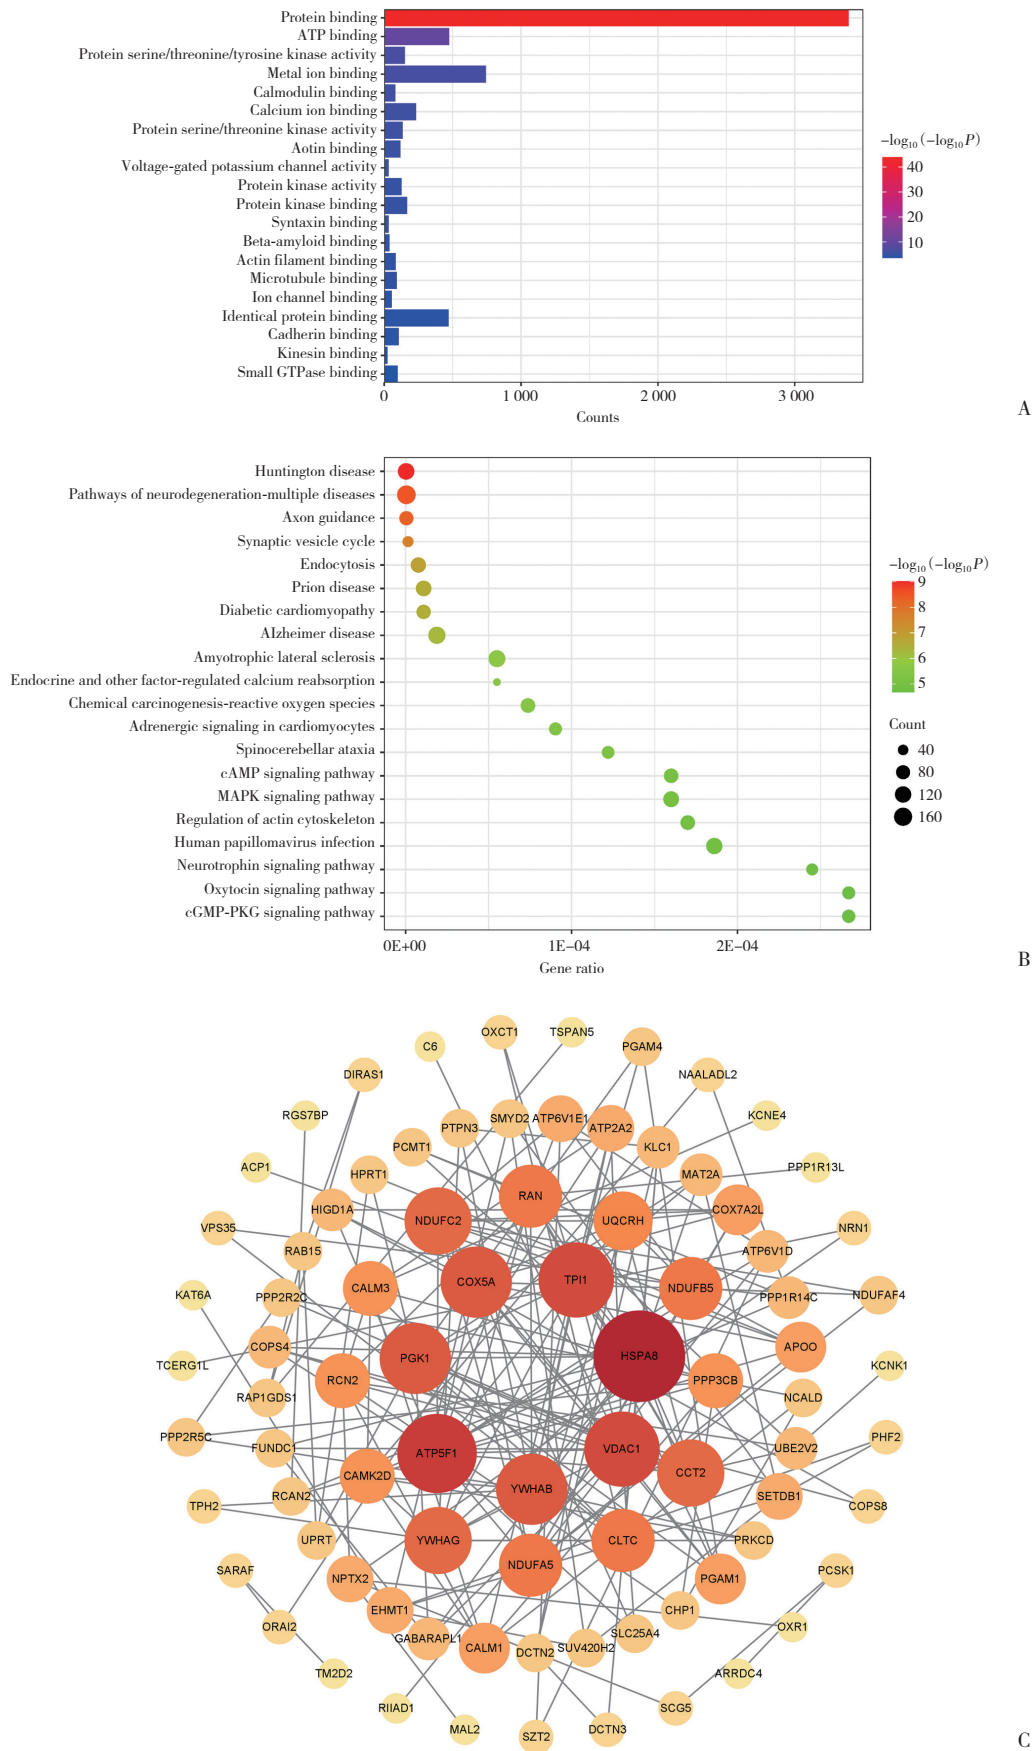 Protein binding
ATP binding
Protein serine/threonine/tyrosine kinase activity
Metal ion binding
Calmodulin binding
Calcium ion binding
Protein serine/threonine kinase activity
Aotin binding
Voltage-gated potassium channel activity
Protein kinase activity
Protein kinase binding
Syntaxin binding
Beta-amyloid binding
Actin filament binding
Microtubule binding
Ion channel binding
Identical protein binding
Cadherin binding
Kinesin binding
Small GTPase binding
0 1 000 2 000 3 000
Counts
−log₁₀(−log₁₀P)
40
30
20
10
A
Huntington disease
Pathways of neurodegeneration-multiple diseases
Axon guidance
Synaptic vesicle cycle
Endocytosis
Prion disease
Diabetic cardiomyopathy
AIzheimer disease
Amyotrophic lateral sclerosis
Endocrine and other factor-regulated calcium reabsorption
Chemical carcinogenesis-reactive oxygen species
Adrenergic signaling in cardiomyocytes
Spinocerebellar ataxia
cAMP signaling pathway
MAPK signaling pathway
Regulation of actin cytoskeleton
Human papillomavirus infection
Neurotrophin signaling pathway
Oxytocin signaling pathway
cGMP-PKG signaling pathway
0E+00 1E−04 2E−04
Gene ratio
−log₁₀(−log₁₀P)
9
8
7
6
5
Count
40
80
120
160
B
OXCT1
TSPAN5
C6
PGAM4
DIRAS1
NAALADL2
RGS7BP
KCNE4
SMYD2
ATP6V1E1
ATP2A2
PTPN3
PCMT1
KLC1
ACP1
PPP1R13L
HPRT1
MAT2A
RAN
HIGD1A
NDUFC2
UQCRH
COX7A2L
VPS35
NRN1
RAB15
ATP6V1D
COX5A
TPI1
CALM3
NDUFB5
KAT6A
PPP2R2C
PPP1R14C
NDUFAF4
COPS4
APOO
PGK1
HSPA8
TCERG1L
KCNK1
RCN2
PPP3CB
RAP1GDS1
NCALD
PPP2R5C
FUNDC1
ATP5F1
VDAC1
UBE2V2
PHF2
CAMK2D
CCT2
RCAN2
YWHAB
SETDB1
TPH2
COPS8
UPRT
YWHAG
CLTC
PRKCD
SARAF
NDUFA5
PCSK1
NPTX2
PGAM1
EHMT1
CHP1
ORAI2
OXR1
GABARAPL1
CALM1
DCTN2
SUV420H2
SLC25A4
TM2D2
ARRDC4
RIIAD1
SCG5
MAL2
SZT2
DCTN3
C